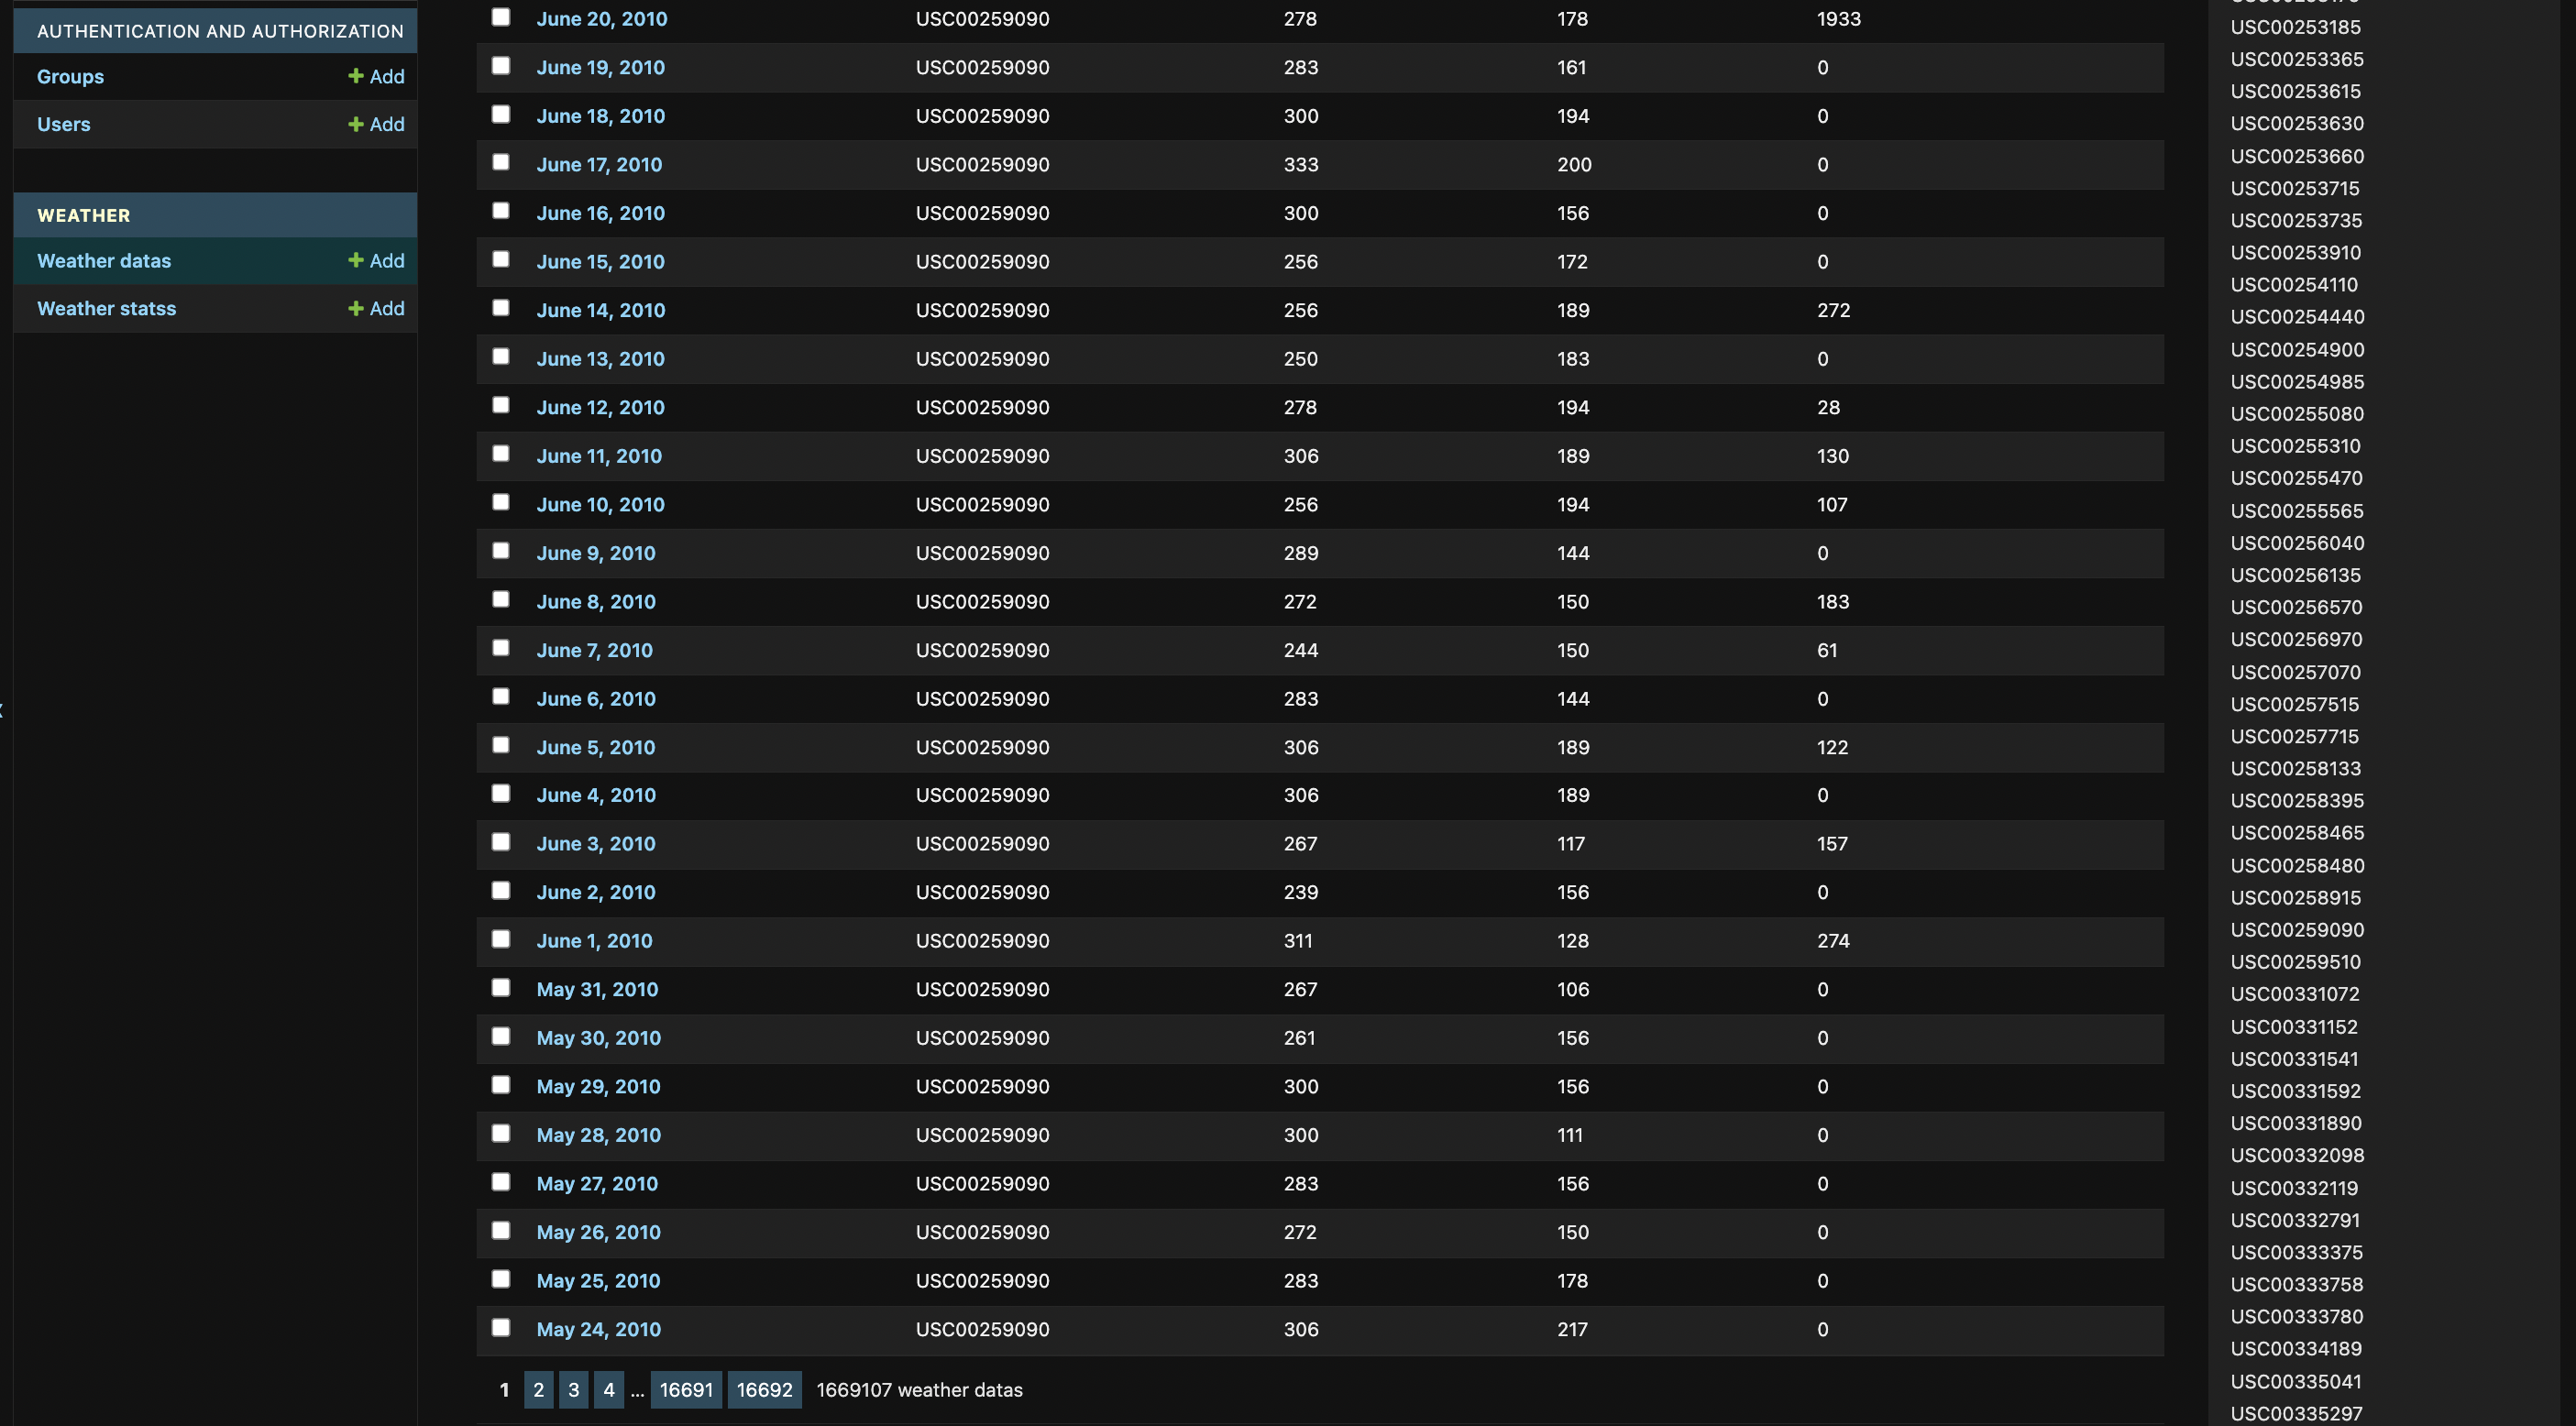 AUTHENTICATION AND AUTHORIZATION
Groups + Add
Users + Add
WEATHER
Weather datas + Add
Weather statss + Add
June 20, 2010 USC00259090 278 178 1933
June 19, 2010 USC00259090 283 161 0
June 18, 2010 USC00259090 300 194 0
June 17, 2010 USC00259090 333 200 0
June 16, 2010 USC00259090 300 156 0
June 15, 2010 USC00259090 256 172 0
June 14, 2010 USC00259090 256 189 272
June 13, 2010 USC00259090 250 183 0
June 12, 2010 USC00259090 278 194 28
June 11, 2010 USC00259090 306 189 130
June 10, 2010 USC00259090 256 194 107
June 9, 2010 USC00259090 289 144 0
June 8, 2010 USC00259090 272 150 183
June 7, 2010 USC00259090 244 150 61
June 6, 2010 USC00259090 283 144 0
June 5, 2010 USC00259090 306 189 122
June 4, 2010 USC00259090 306 189 0
June 3, 2010 USC00259090 267 117 157
June 2, 2010 USC00259090 239 156 0
June 1, 2010 USC00259090 311 128 274
May 31, 2010 USC00259090 267 106 0
May 30, 2010 USC00259090 261 156 0
May 29, 2010 USC00259090 300 156 0
May 28, 2010 USC00259090 300 111 0
May 27, 2010 USC00259090 283 156 0
May 26, 2010 USC00259090 272 150 0
May 25, 2010 USC00259090 283 178 0
May 24, 2010 USC00259090 306 217 0
1 2 3 4 ... 16691 16692 1669107 weather datas
USC00253185
USC00253365
USC00253615
USC00253630
USC00253660
USC00253715
USC00253735
USC00253910
USC00254110
USC00254440
USC00254900
USC00254985
USC00255080
USC00255310
USC00255470
USC00255565
USC00256040
USC00256135
USC00256570
USC00256970
USC00257070
USC00257515
USC00257715
USC00258133
USC00258395
USC00258465
USC00258480
USC00258915
USC00259090
USC00259510
USC00331072
USC00331152
USC00331541
USC00331592
USC00331890
USC00332098
USC00332119
USC00332791
USC00333375
USC00333758
USC00333780
USC00334189
USC00335041
USC00335297